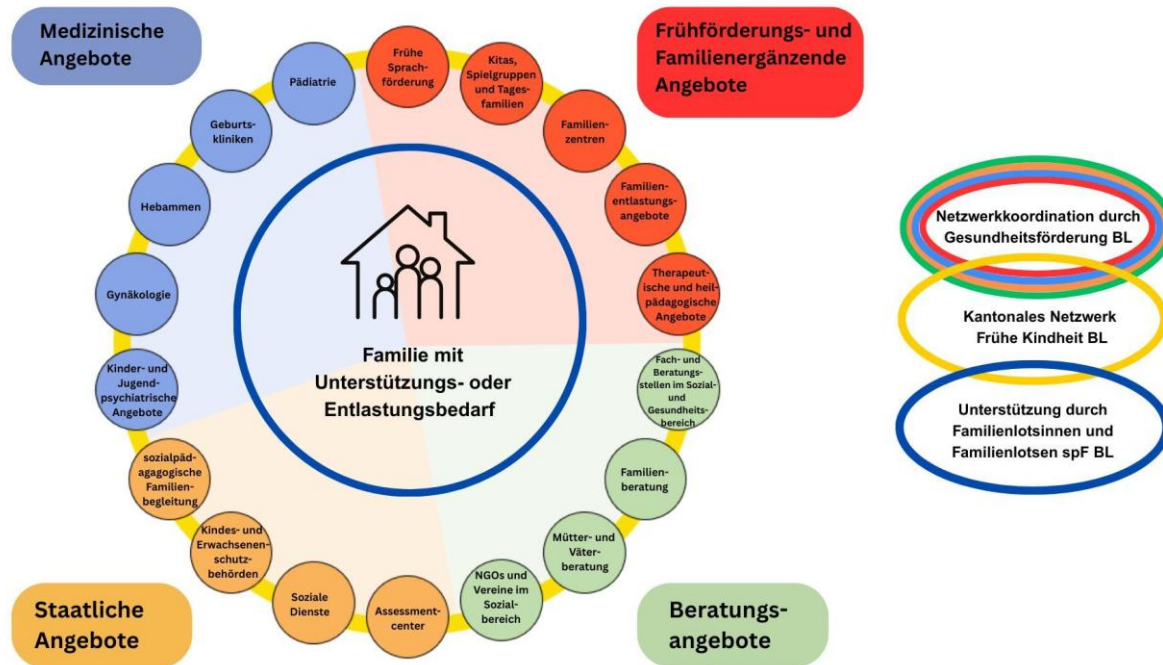 Medizinische
Angebote
Frühförderungs- und
Familienergänzende
Angebote
Frühe
Sprach-
förderung
Kitas,
Spielgruppen
und Tages-
familien
Familien-
zentren
Familien-
entlastungs-
angebote
Therapeut-
ische und heil-
pädagogische
Angebote
Fach- und
Beratungs-
stellen im Sozial-
und
Gesundheits-
bereich
Familien-
beratung
Mütter- und
Väter-
beratung
NGOs und
Vereine im
Sozial-
bereich
Assessment-
center
Soziale
Dienste
Kindes- und
Erwachsenen-
schutz-
behörden
sozialpäd-
agagogische
Familien-
begleitung
Kinder- und
Jugend-
psychiatrische
Angebote
Gynäkologie
Hebammen
Geburts-
kliniken
Pädiatrie
Familie mit
Unterstützungs- oder
Entlastungsbedarf
Staatliche
Angebote
Beratungs-
angebote
Netzwerkkoordination durch
Gesundheitsförderung BL
Kantonales Netzwerk
Frühe Kindheit BL
Unterstützung durch
Familienlotsinnen und
Familienlotsen spF BL